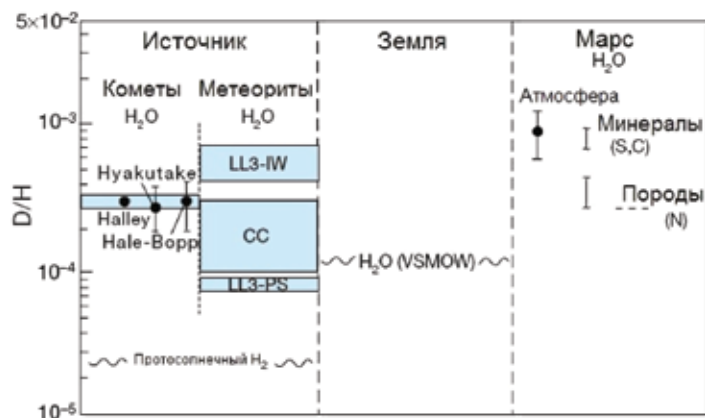 5×10⁻²
10⁻³
10⁻⁴
10⁻⁵
D/H
Источник
Земля
Марс
H₂O
Кометы
H₂O
Метеориты
H₂O
Атмосфера
Минералы
(S,C)
Породы
(N)
LL3-IW
Hyakutake
Halley
Hale-Bopp
CC
LL3-PS
H₂O (VSMOW)
Протосолнечный H₂